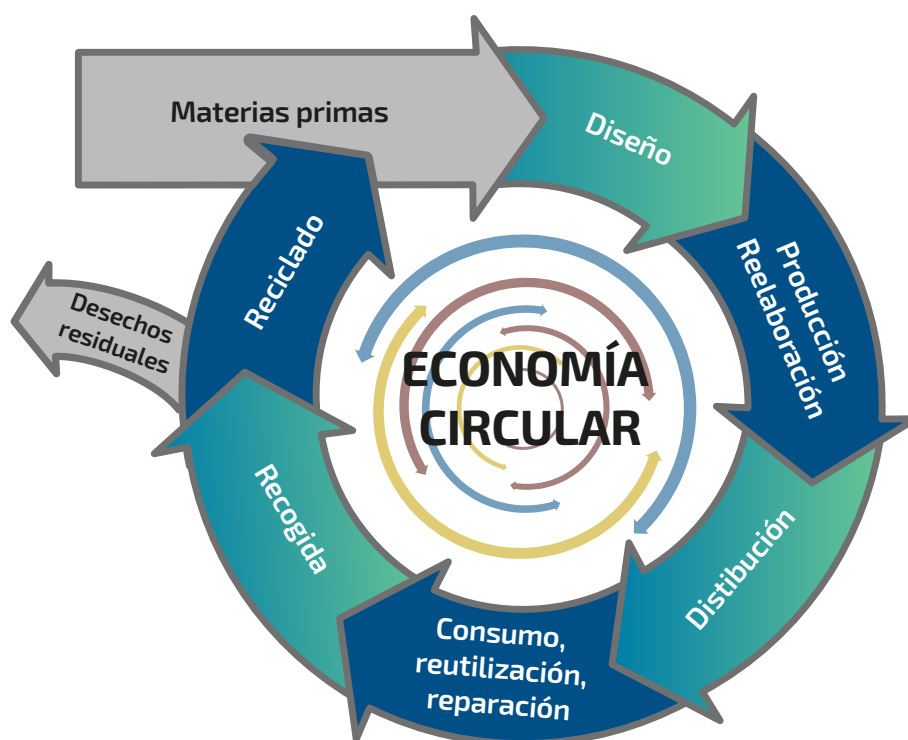 Materias primas
Diseño
Producción
Reelaboración
Distibución
Consumo,
reutilización,
reparación
Recogida
Reciclado
Desechos
residuales
ECONOMÍA
CIRCULAR